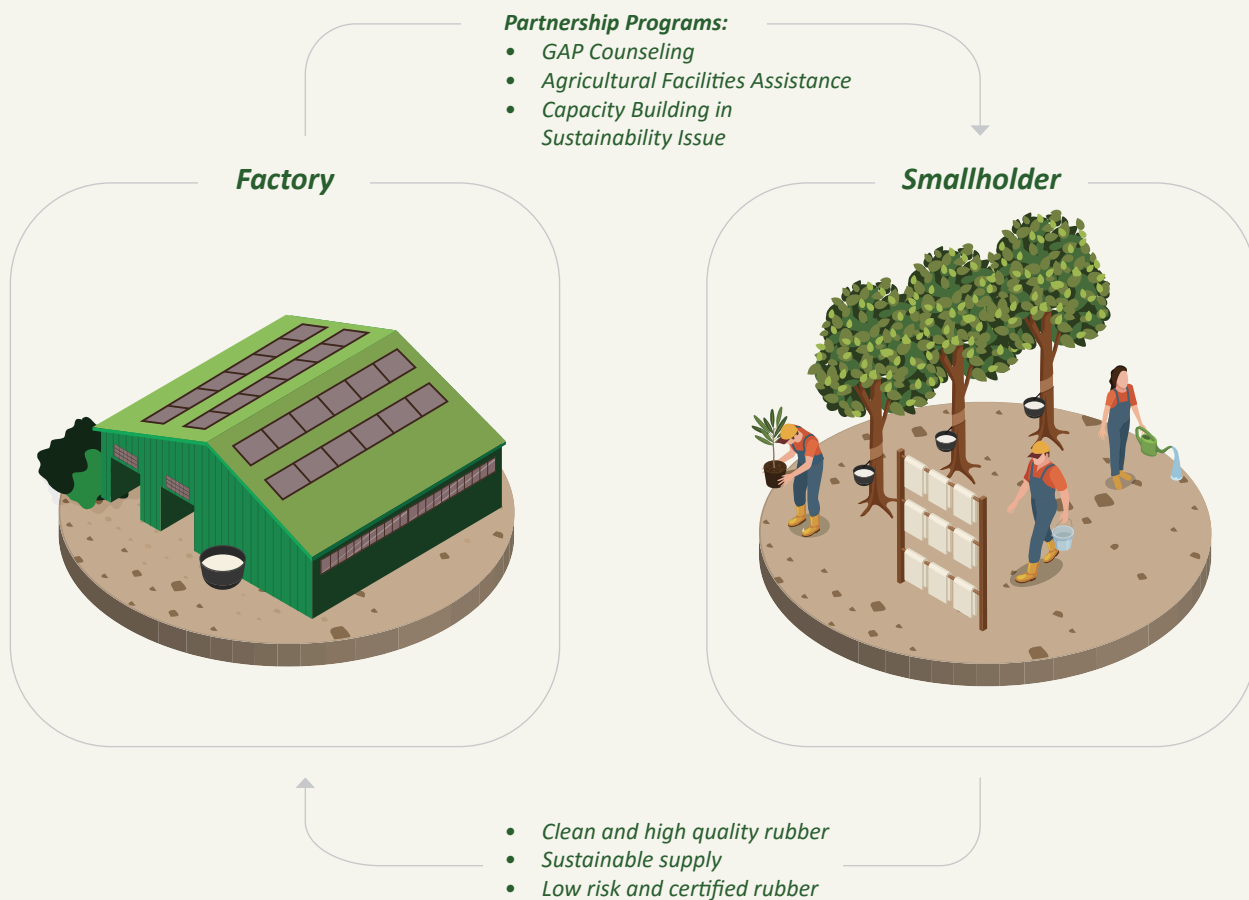 Partnership Programs:
• GAP Counseling
• Agricultural Facilities Assistance
• Capacity Building in
Sustainability Issue
Factory
Smallholder
• Clean and high quality rubber
• Sustainable supply
• Low risk and certified rubber